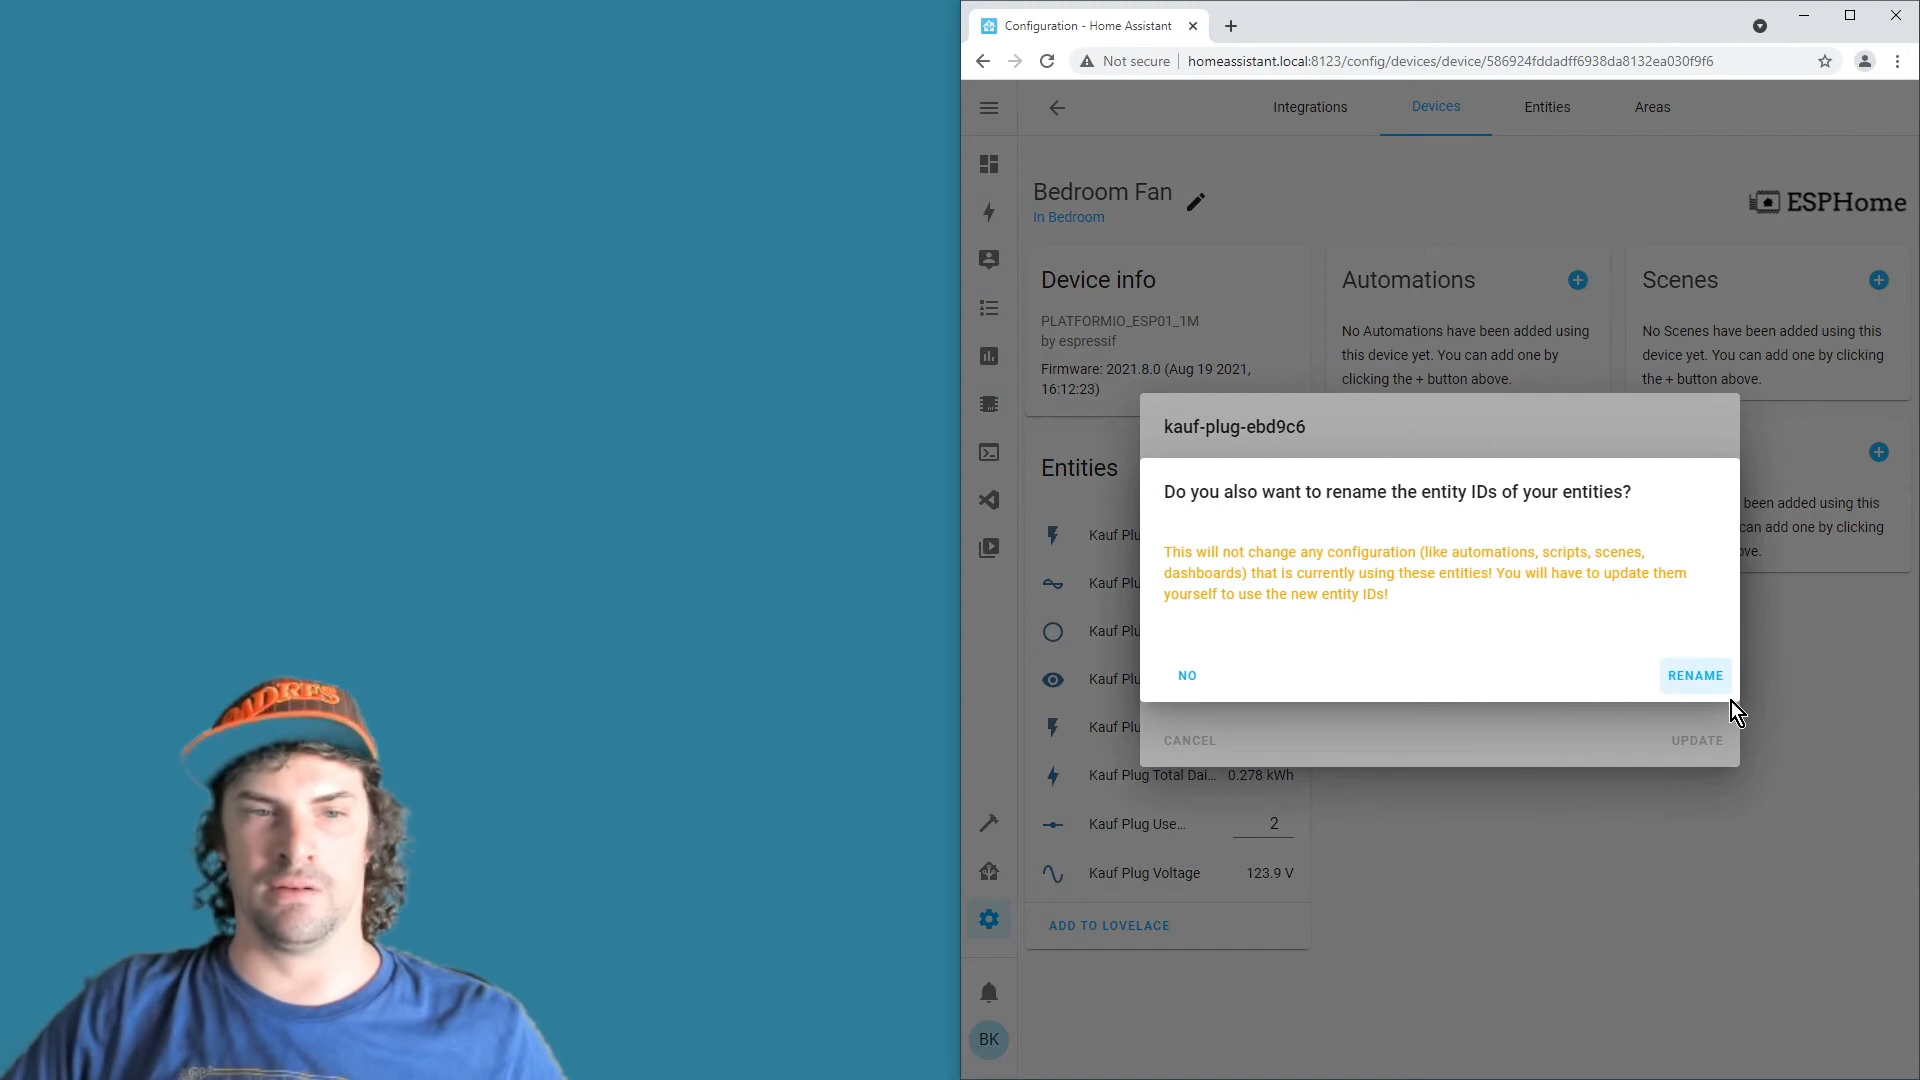 Configuration - Home Assistant
Not secure
homeassistant.local:8123/config/devices/device/586924fddadff6938da8132ea030f9f6
Integrations
Devices
Entities
Areas
Bedroom Fan
In Bedroom
ESPHome
Device info
PLATFORMIO_ESP01_1M
by espressif
Firmware: 2021.8.0 (Aug 19 2021,
16:12:23)
Automations
No Automations have been added using
this device yet. You can add one by
clicking the + button above.
Scenes
No Scenes have been added using this
device yet. You can add one by clicking
the + button above.
kauf-plug-ebd9c6
Do you also want to rename the entity IDs of your entities?
This will not change any configuration (like automations, scripts, scenes,
dashboards) that is currently using these entities! You will have to update them
yourself to use the new entity IDs!
NO
RENAME
CANCEL
UPDATE
been added using this
can add one by clicking
Entities
Kauf
Kauf
Kauf
Kauf
Kauf
Kauf Plug Total Dai... 0.278 kWh
Kauf Plug Use... 2
Kauf Plug Voltage 123.9 V
ADD TO LOVELACE
BK